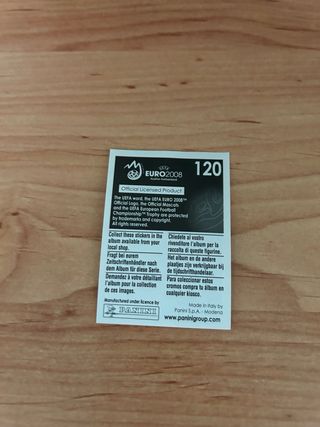 UEFA
EURO2008™
Austria-Switzerland
120
Official Licensed Product
The UEFA word, the UEFA EURO 2008™
Official Logo, the Official Mascots
and the UEFA European Football
Championship™ Trophy are protected
by trademarks and copyright.
All rights reserved.
Collect these stickers in the
album available from your
local shop.
Fragt bei eurem
Zeitschriftenhändler nach
dem Album für diese Serie.
Demandez à votre détaillant
l'album pour la collection
de ces images.
Chiedete al vostro
rivenditore l'album per la
raccolta di queste figurine.
Het album en de andere
plaatjes zijn verkrijgbaar bij
de tijdschrifthandelaar.
Para coleccionar estos
cromos compra tu álbum en
cualquier kiosco.
Manufactured under licence by
PANINI
Made in Italy by
Panini S.p.A. - Modena
www.paninigroup.com